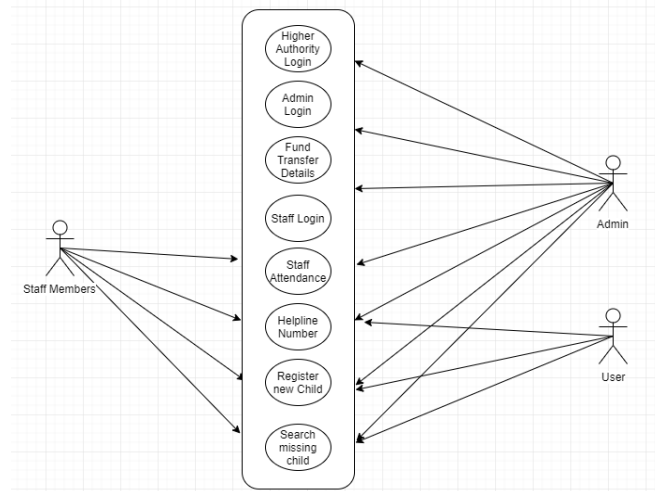 Higher
Authority
Login
Admin
Login
Fund
Transfer
Details
Staff Login
Staff
Attendance
Helpline
Number
Register
new Child
Search
missing
child
Staff Members
Admin
User